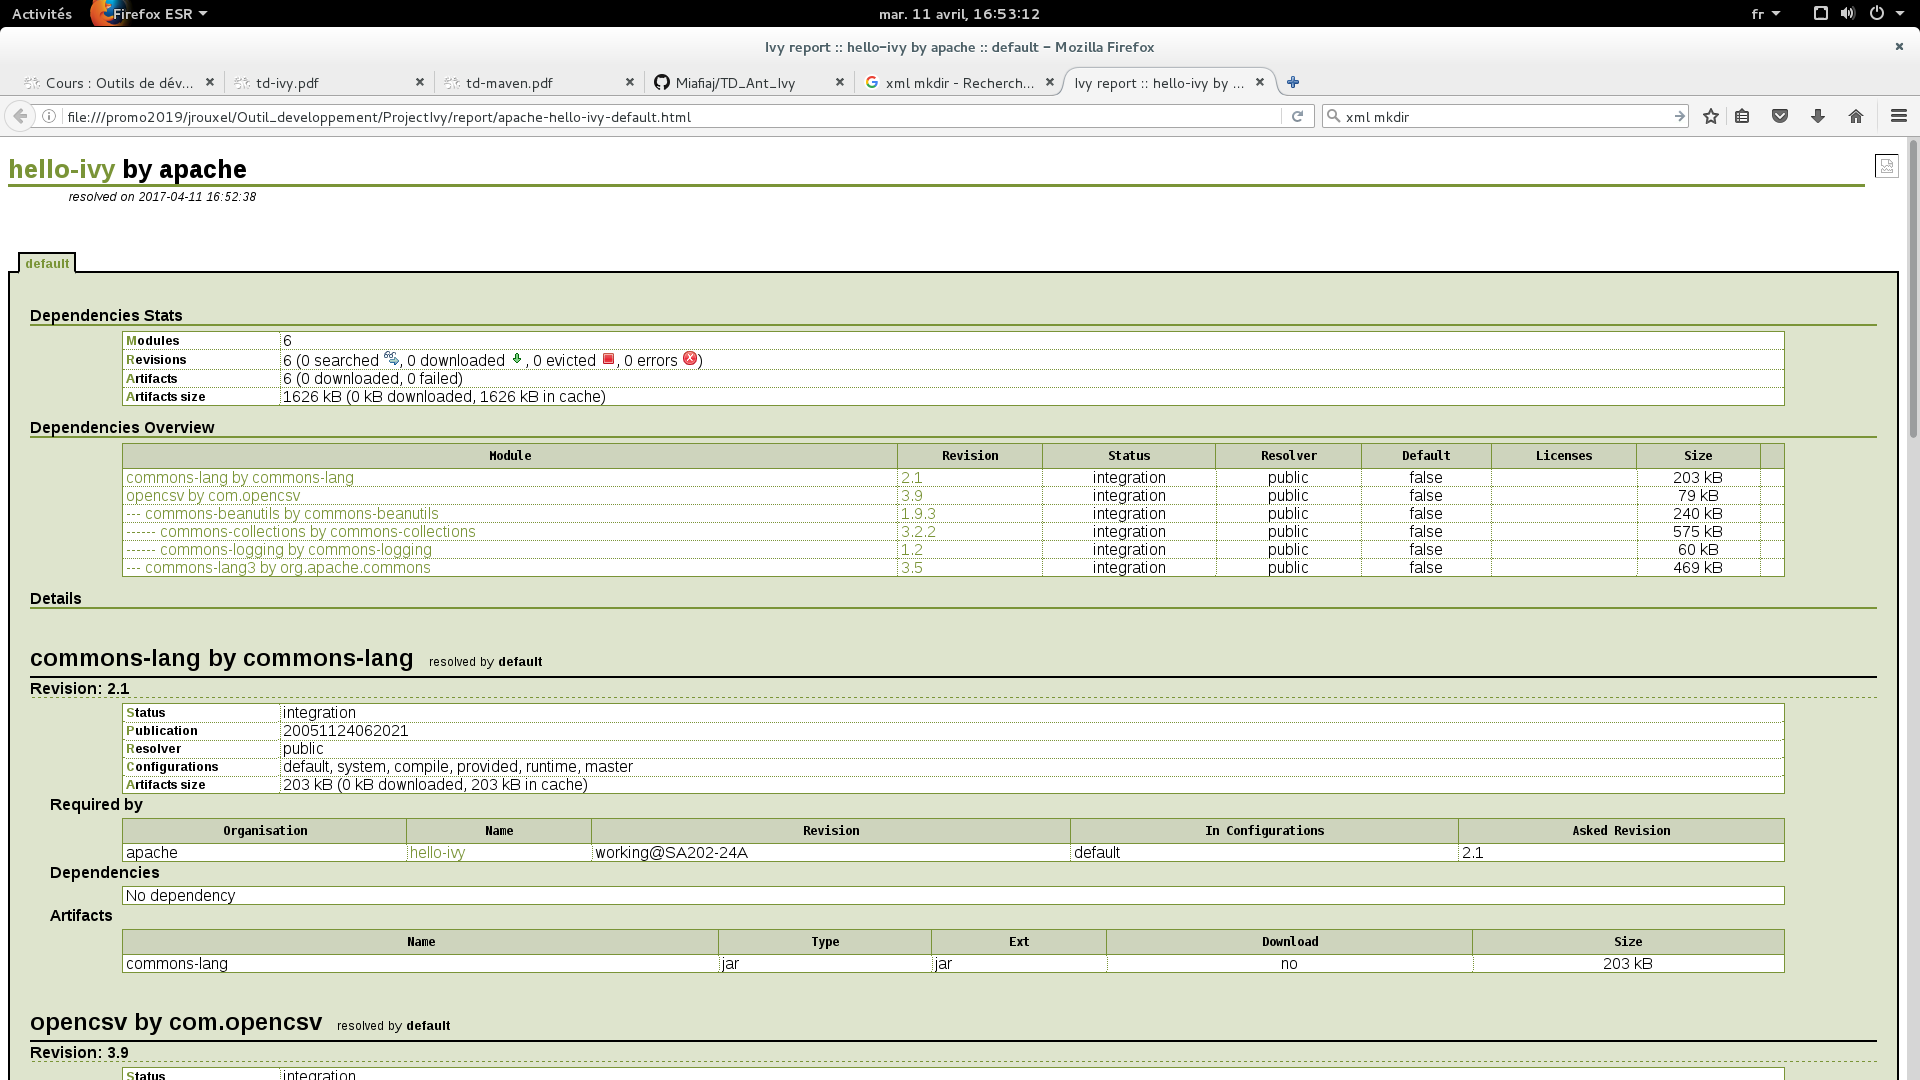 Activités Firefox ESR mar. 11 avril, 16:53:12 fr
Ivy report :: hello-ivy by apache :: default - Mozilla Firefox
Cours : Outils de dév... td-ivy.pdf td-maven.pdf Miafiaj/TD_Ant_Ivy xml mkdir - Recherch... Ivy report :: hello-ivy by ...
file:///promo2019/jrouxel/Outil_developpement/ProjectIvy/report/apache-hello-ivy-default.html xml mkdir
hello-ivy by apache
resolved on 2017-04-11 16:52:38
default
Dependencies Stats
Modules 6
Revisions 6 (0 searched , 0 downloaded , 0 evicted , 0 errors )
Artifacts 6 (0 downloaded, 0 failed)
Artifacts size 1626 kB (0 kB downloaded, 1626 kB in cache)
Dependencies Overview
Module Revision Status Resolver Default Licenses Size
commons-lang by commons-lang 2.1 integration public false 203 kB
opencsv by com.opencsv 3.9 integration public false 79 kB
--- commons-beanutils by commons-beanutils 1.9.3 integration public false 240 kB
------ commons-collections by commons-collections 3.2.2 integration public false 575 kB
------ commons-logging by commons-logging 1.2 integration public false 60 kB
--- commons-lang3 by org.apache.commons 3.5 integration public false 469 kB
Details
commons-lang by commons-lang resolved by default
Revision: 2.1
Status integration
Publication 20051124062021
Resolver public
Configurations default, system, compile, provided, runtime, master
Artifacts size 203 kB (0 kB downloaded, 203 kB in cache)
Required by
Organisation Name Revision In Configurations Asked Revision
apache hello-ivy working@SA202-24A default 2.1
Dependencies
No dependency
Artifacts
Name Type Ext Download Size
commons-lang jar jar no 203 kB
opencsv by com.opencsv resolved by default
Revision: 3.9
Status integration